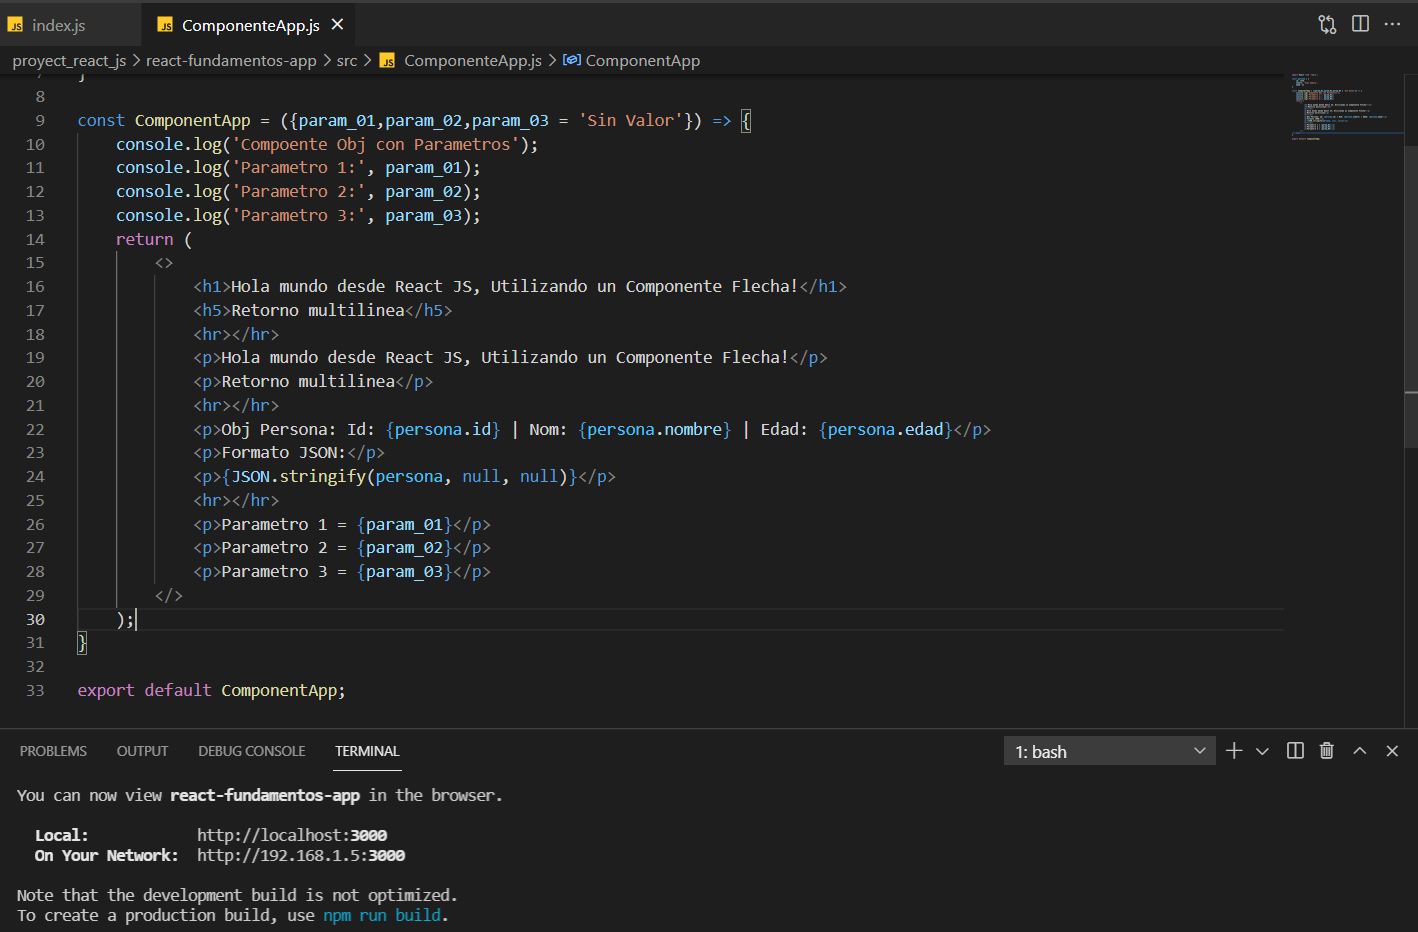 JS index.js JS ComponenteApp.js ×
proyect_react_js > react-fundamentos-app > src > JS ComponenteApp.js > ComponentApp
7 }
8
9 const ComponentApp = ({param_01,param_02,param_03 = 'Sin Valor'}) => {
10 console.log('Compoente Obj con Parametros');
11 console.log('Parametro 1:', param_01);
12 console.log('Parametro 2:', param_02);
13 console.log('Parametro 3:', param_03);
14 return (
15 <>
16 <h1>Hola mundo desde React JS, Utilizando un Componente Flecha!</h1>
17 <h5>Retorno multilinea</h5>
18 <hr></hr>
19 <p>Hola mundo desde React JS, Utilizando un Componente Flecha!</p>
20 <p>Retorno multilinea</p>
21 <hr></hr>
22 <p>Obj Persona: Id: {persona.id} | Nom: {persona.nombre} | Edad: {persona.edad}</p>
23 <p>Formato JSON:</p>
24 <p>{JSON.stringify(persona, null, null)}</p>
25 <hr></hr>
26 <p>Parametro 1 = {param_01}</p>
27 <p>Parametro 2 = {param_02}</p>
28 <p>Parametro 3 = {param_03}</p>
29 </>
30 );
31 }
32
33 export default ComponentApp;
PROBLEMS OUTPUT DEBUG CONSOLE TERMINAL 1: bash
You can now view react-fundamentos-app in the browser.
Local: http://localhost:3000
On Your Network: http://192.168.1.5:3000
Note that the development build is not optimized.
To create a production build, use npm run build.